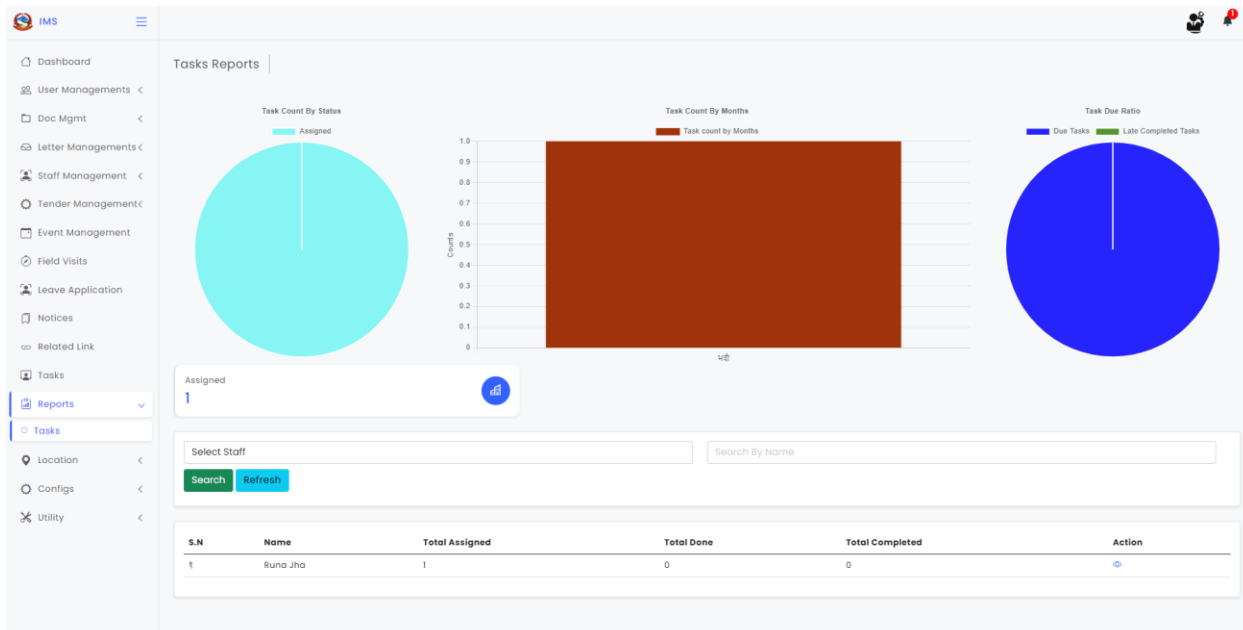 IMS
1
Dashboard
User Managements
Doc Mgmt
Letter Managements
Staff Management
Tender Management
Event Management
Field Visits
Leave Application
Notices
Related Link
Tasks
Reports
Tasks
Location
Configs
Utility
Tasks Reports
Task Count By Status
Assigned
Task Count By Months
Task count by Months
1.0
0.9
0.8
0.7
0.6
0.5
0.4
0.3
0.2
0.1
0
Counts
भदौ
Task Due Ratio
Due Tasks Late Completed Tasks
Assigned
1
Select Staff Search By Name
Search Refresh
S.N Name Total Assigned Total Done Total Completed Action
१ Runa Jha 1 0 0